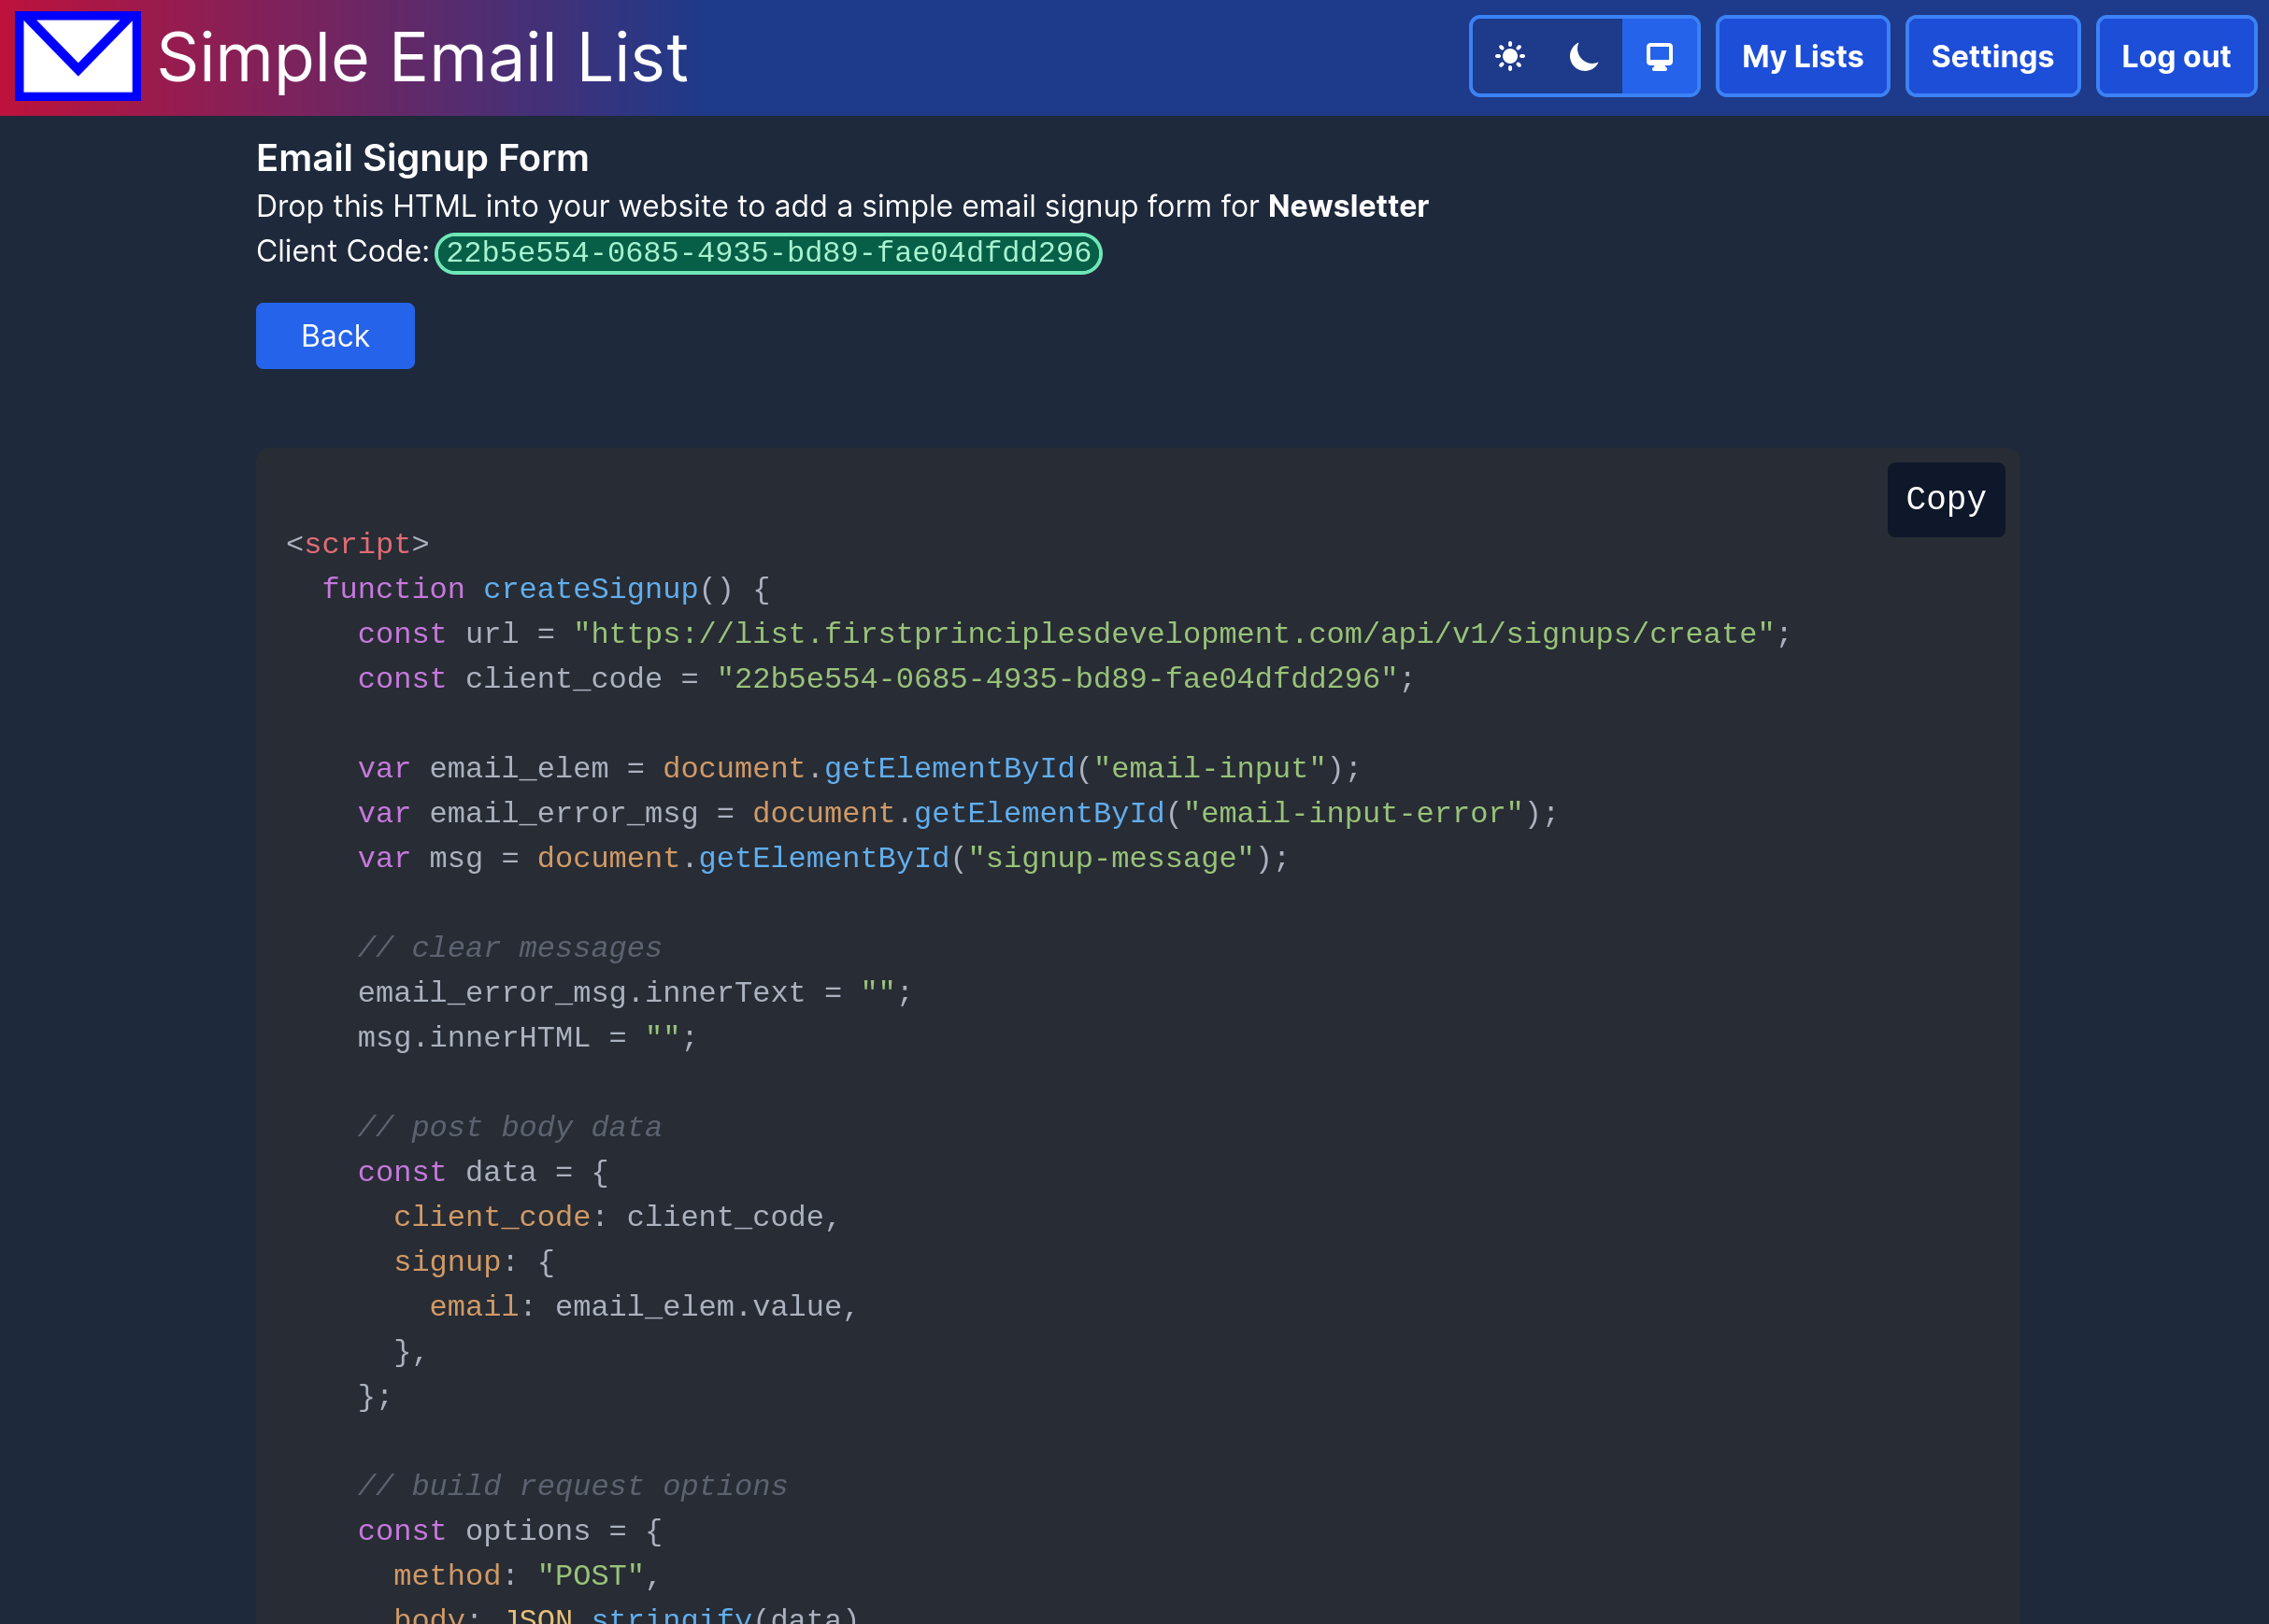 Simple Email List
My Lists
Settings
Log out
Email Signup Form
Drop this HTML into your website to add a simple email signup form for Newsletter
Client Code: 22b5e554-0685-4935-bd89-fae04dfdd296
Back
Copy
<script>
  function createSignup() {
    const url = "https://list.firstprinciplesdevelopment.com/api/v1/signups/create";
    const client_code = "22b5e554-0685-4935-bd89-fae04dfdd296";

    var email_elem = document.getElementById("email-input");
    var email_error_msg = document.getElementById("email-input-error");
    var msg = document.getElementById("signup-message");

    // clear messages
    email_error_msg.innerText = "";
    msg.innerHTML = "";

    // post body data
    const data = {
      client_code: client_code,
      signup: {
        email: email_elem.value,
      },
    };

    // build request options
    const options = {
      method: "POST",
      body: JSON.stringify(data)